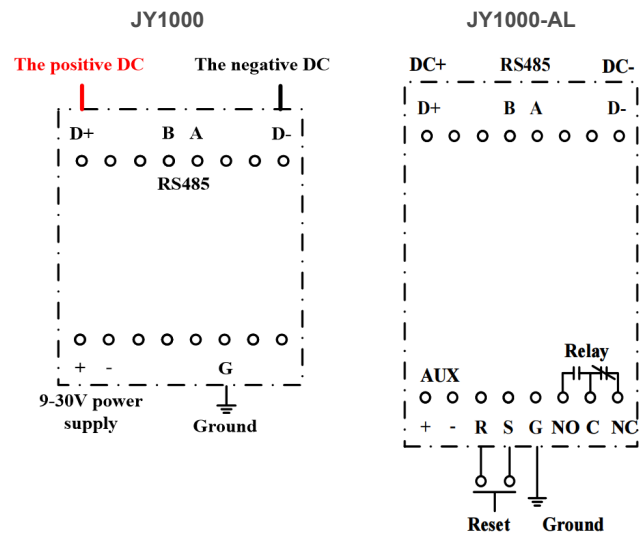 JY1000
The positive DC
The negative DC
D+ B A D-
RS485
+ - G
9-30V power
supply
Ground
JY1000-AL
DC+ RS485 DC-
D+ B A D-
Relay
AUX
+ - R S G NO C NC
Reset
Ground